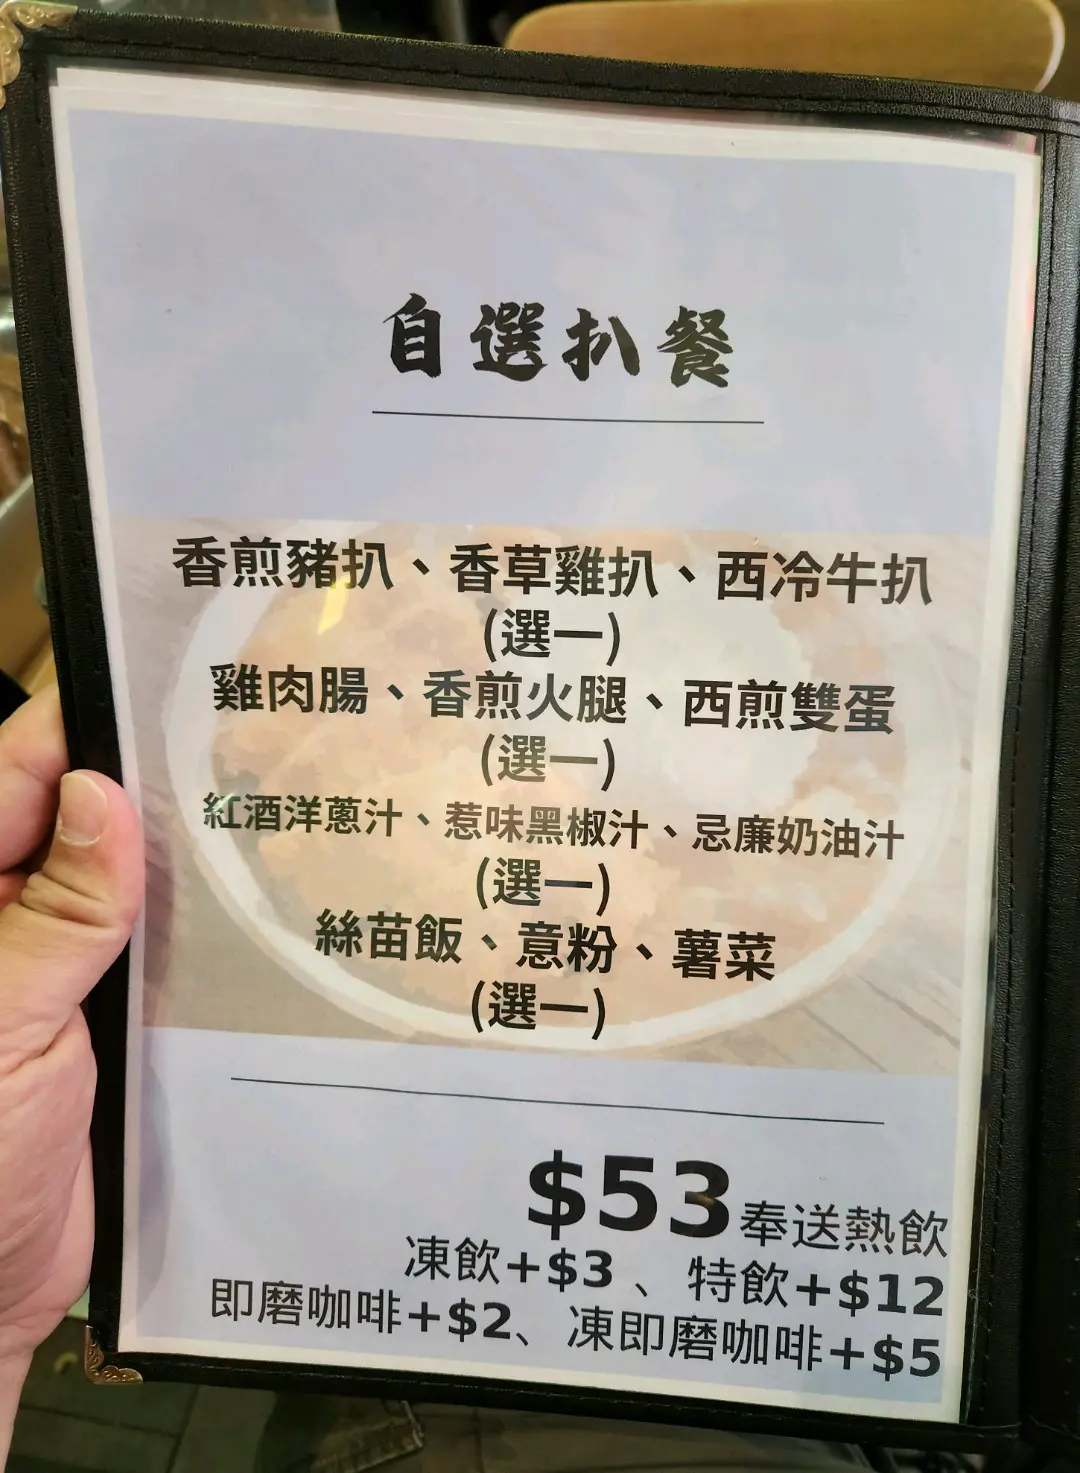 自選扒餐
香煎豬扒、香草雞扒、西冷牛扒
(選一)
雞肉腸、香煎火腿、西煎雙蛋
(選一)
紅酒洋蔥汁、惹味黑椒汁、忌廉奶油汁
(選一)
絲苗飯、意粉、薯菜
(選一)
$53奉送熱飲
凍飲+$3、特飲+$12
即磨咖啡+$2、凍即磨咖啡+$5